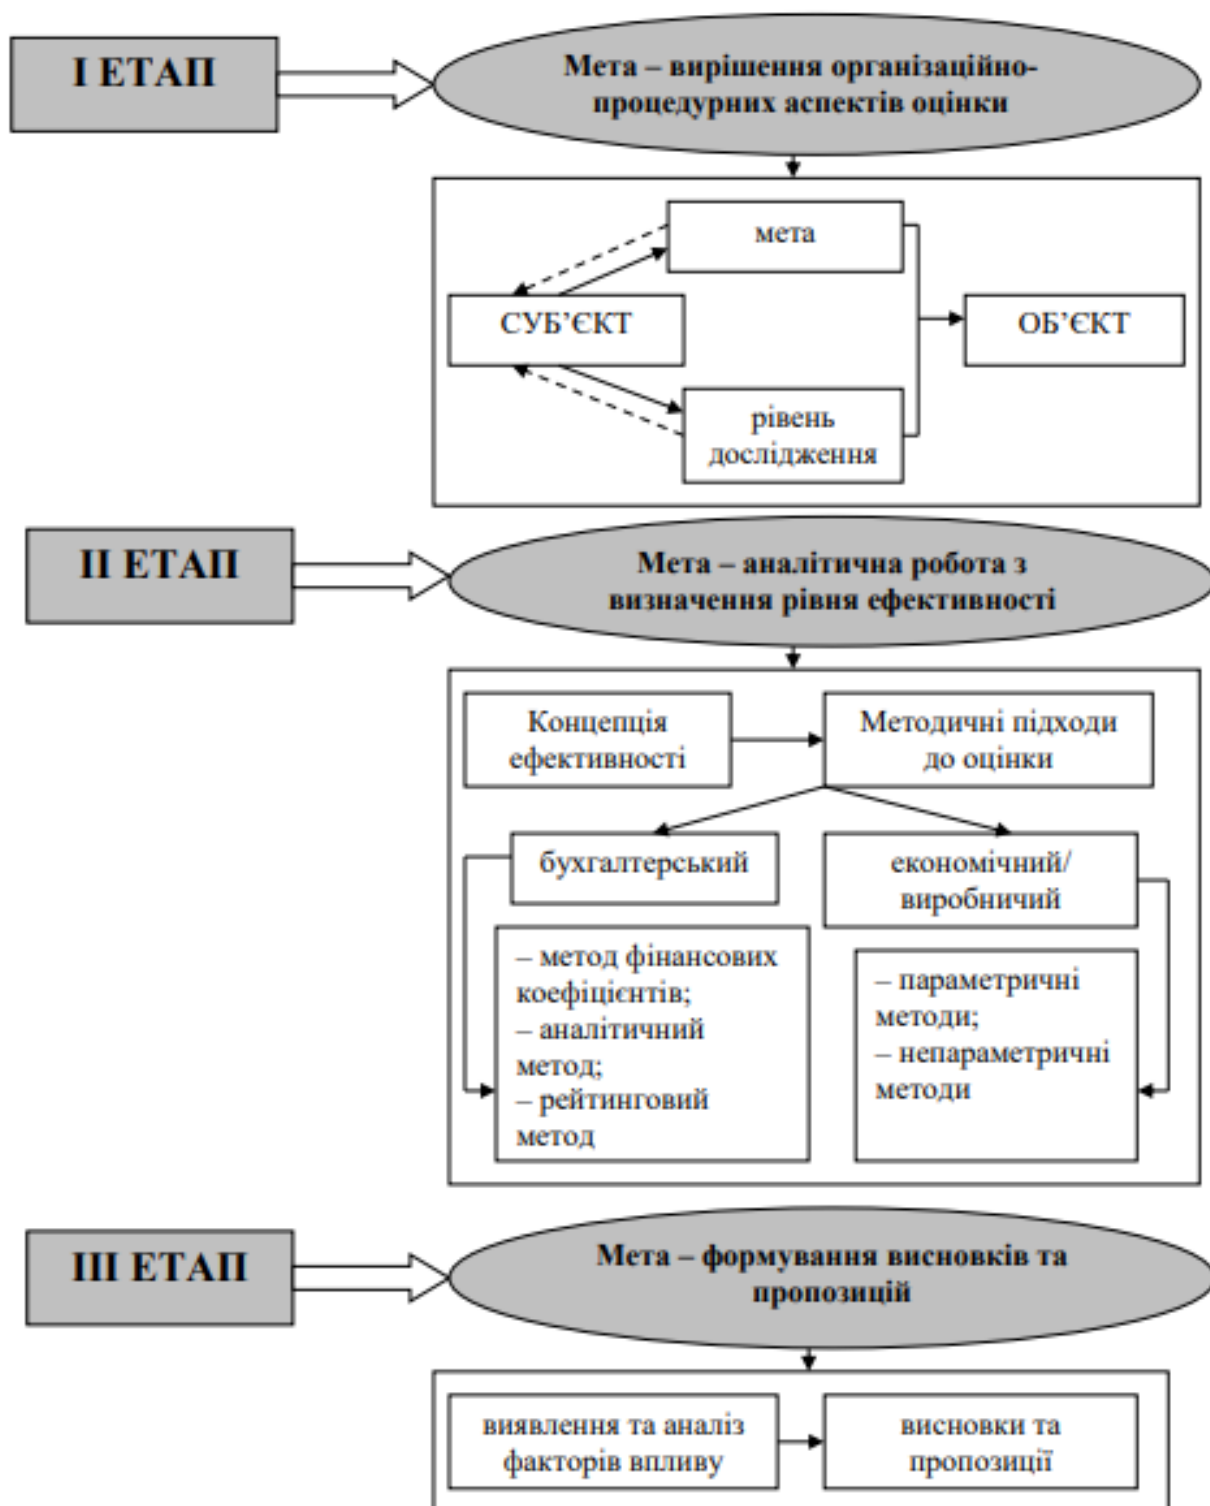 І ЕТАП
Мета – вирішення організаційно-
процедурних аспектів оцінки
мета
СУБ’ЄКТ
ОБ’ЄКТ
рівень
дослідження
ІІ ЕТАП
Мета – аналітична робота з
визначення рівня ефективності
Концепція
ефективності
Методичні підходи
до оцінки
бухгалтерський
економічний/
виробничий
– метод фінансових
коефіцієнтів;
– аналітичний
метод;
– рейтинговий
метод
– параметричні
методи;
– непараметричні
методи
ІІІ ЕТАП
Мета – формування висновків та
пропозицій
виявлення та аналіз
факторів впливу
висновки та
пропозиції